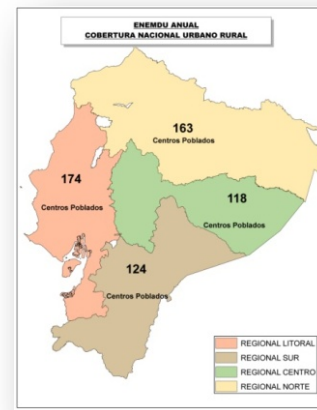 ENEMDU ANUAL
COBERTURA NACIONAL URBANO RURAL
163
Centros Poblados
174
Centros Poblados
118
Centros Poblados
124
Centros Poblados
REGIONAL LITORAL
REGIONAL SUR
REGIONAL CENTRO
REGIONAL NORTE